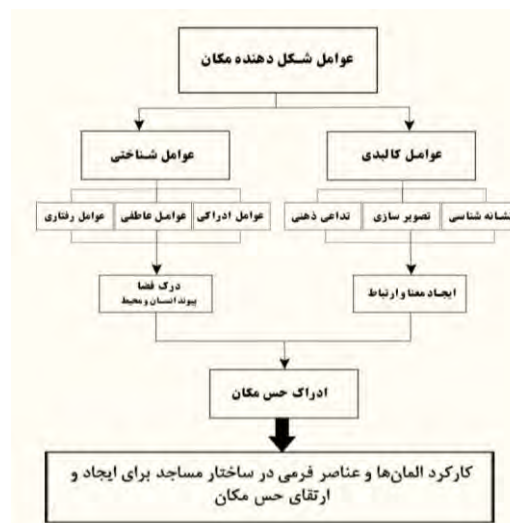 عوامل شکل دهنده مکان
عوامل کالبدی
عوامل شناختی
نشانه شناسی
تصویر سازی
تداعی ذهنی
عوامل ادراکی
عوامل عاطفی
عوامل رفتاری
ایجاد معنا و ارتباط
درک فضا
پیوند انسان و محیط
ادراک حس مکان
کارکرد المان‌ها و عناصر فرمی در ساختار مساجد برای ایجاد و
ارتقای حس مکان